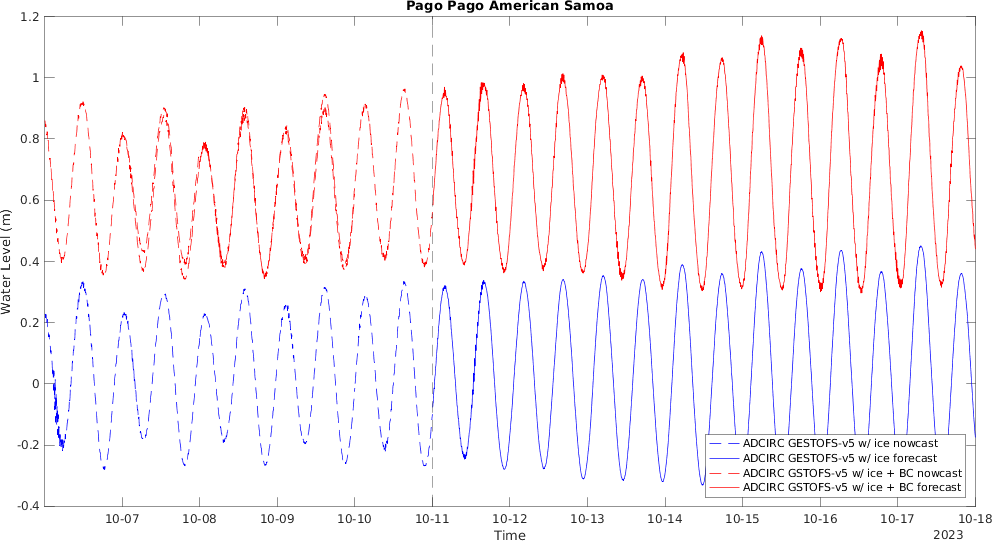 Pago Pago American Samoa
1.2
1
0.8
0.6
0.4
0.2
0
-0.2
-0.4
Water Level (m)
ADCIRC GESTOFS-v5 w/ ice nowcast
ADCIRC GESTOFS-v5 w/ ice forecast
ADCIRC GSTOFS-v5 w/ ice + BC nowcast
ADCIRC GSTOFS-v5 w/ ice + BC forecast
10-07 10-08 10-09 10-10 10-11 10-12 10-13 10-14 10-15 10-16 10-17 10-18
Time
2023